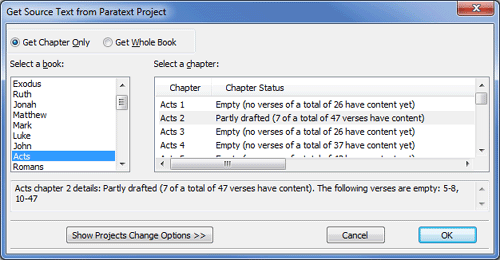 Get Source Text from Paratext Project
Get Chapter Only Get Whole Book
Select a book:
Exodus
Ruth
Jonah
Matthew
Mark
Luke
John
Acts
Romans
Select a chapter:
Chapter Chapter Status
Acts 1 Empty (no verses of a total of 26 have content yet)
Acts 2 Partly drafted (7 of a total of 47 verses have content)
Acts 3 Empty (no verses of a total of 26 have content yet)
Acts 4 Empty (no verses of a total of 37 have content yet)
Acts chapter 2 details: Partly drafted (7 of a total of 47 verses have content). The following verses are empty: 5-8,
10-47
Show Projects Change Options >> Cancel OK